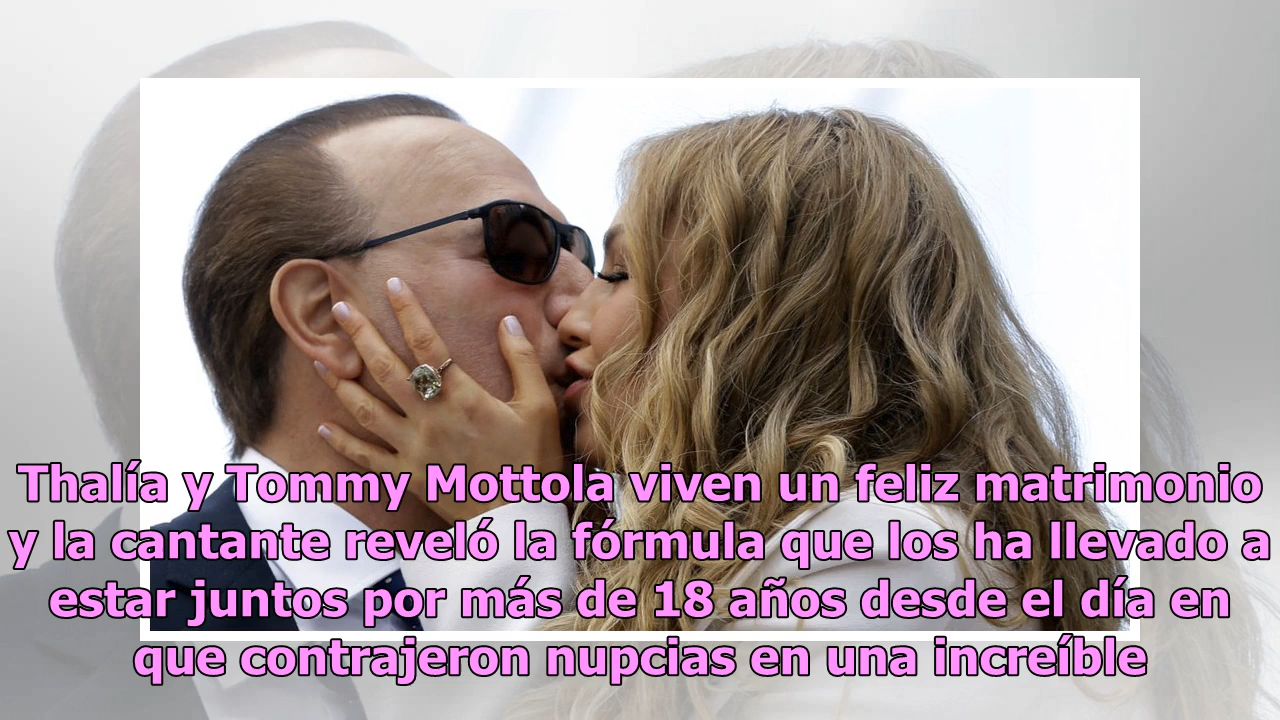 Thalía y Tommy Mottola viven un feliz matrimonio
y la cantante reveló la fórmula que los ha llevado a
estar juntos por más de 18 años desde el día en
que contrajeron nupcias en una increíble